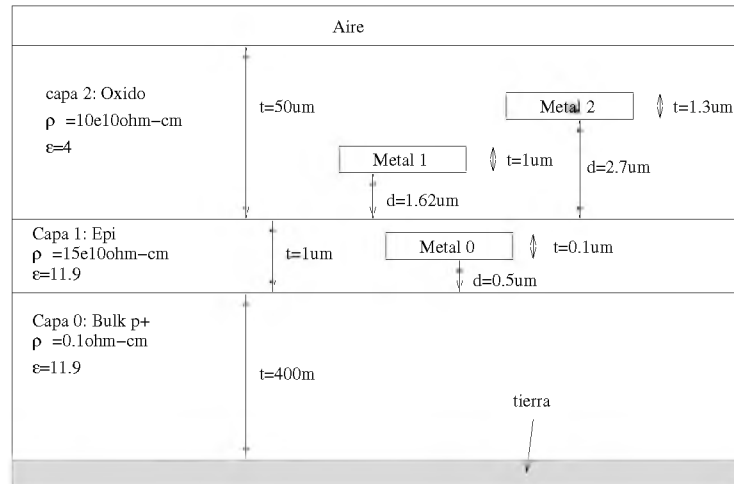 Aire
capa 2: Oxido
ρ =10e10ohm-cm
ε=4
t=50um
Metal 2
t=1.3um
Metal 1
t=1um
d=2.7um
d=1.62um
Capa 1: Epi
ρ =15e10ohm-cm
ε=11.9
t=1um
Metal 0
t=0.1um
d=0.5um
Capa 0: Bulk p+
ρ =0.1ohm-cm
ε=11.9
t=400m
tierra